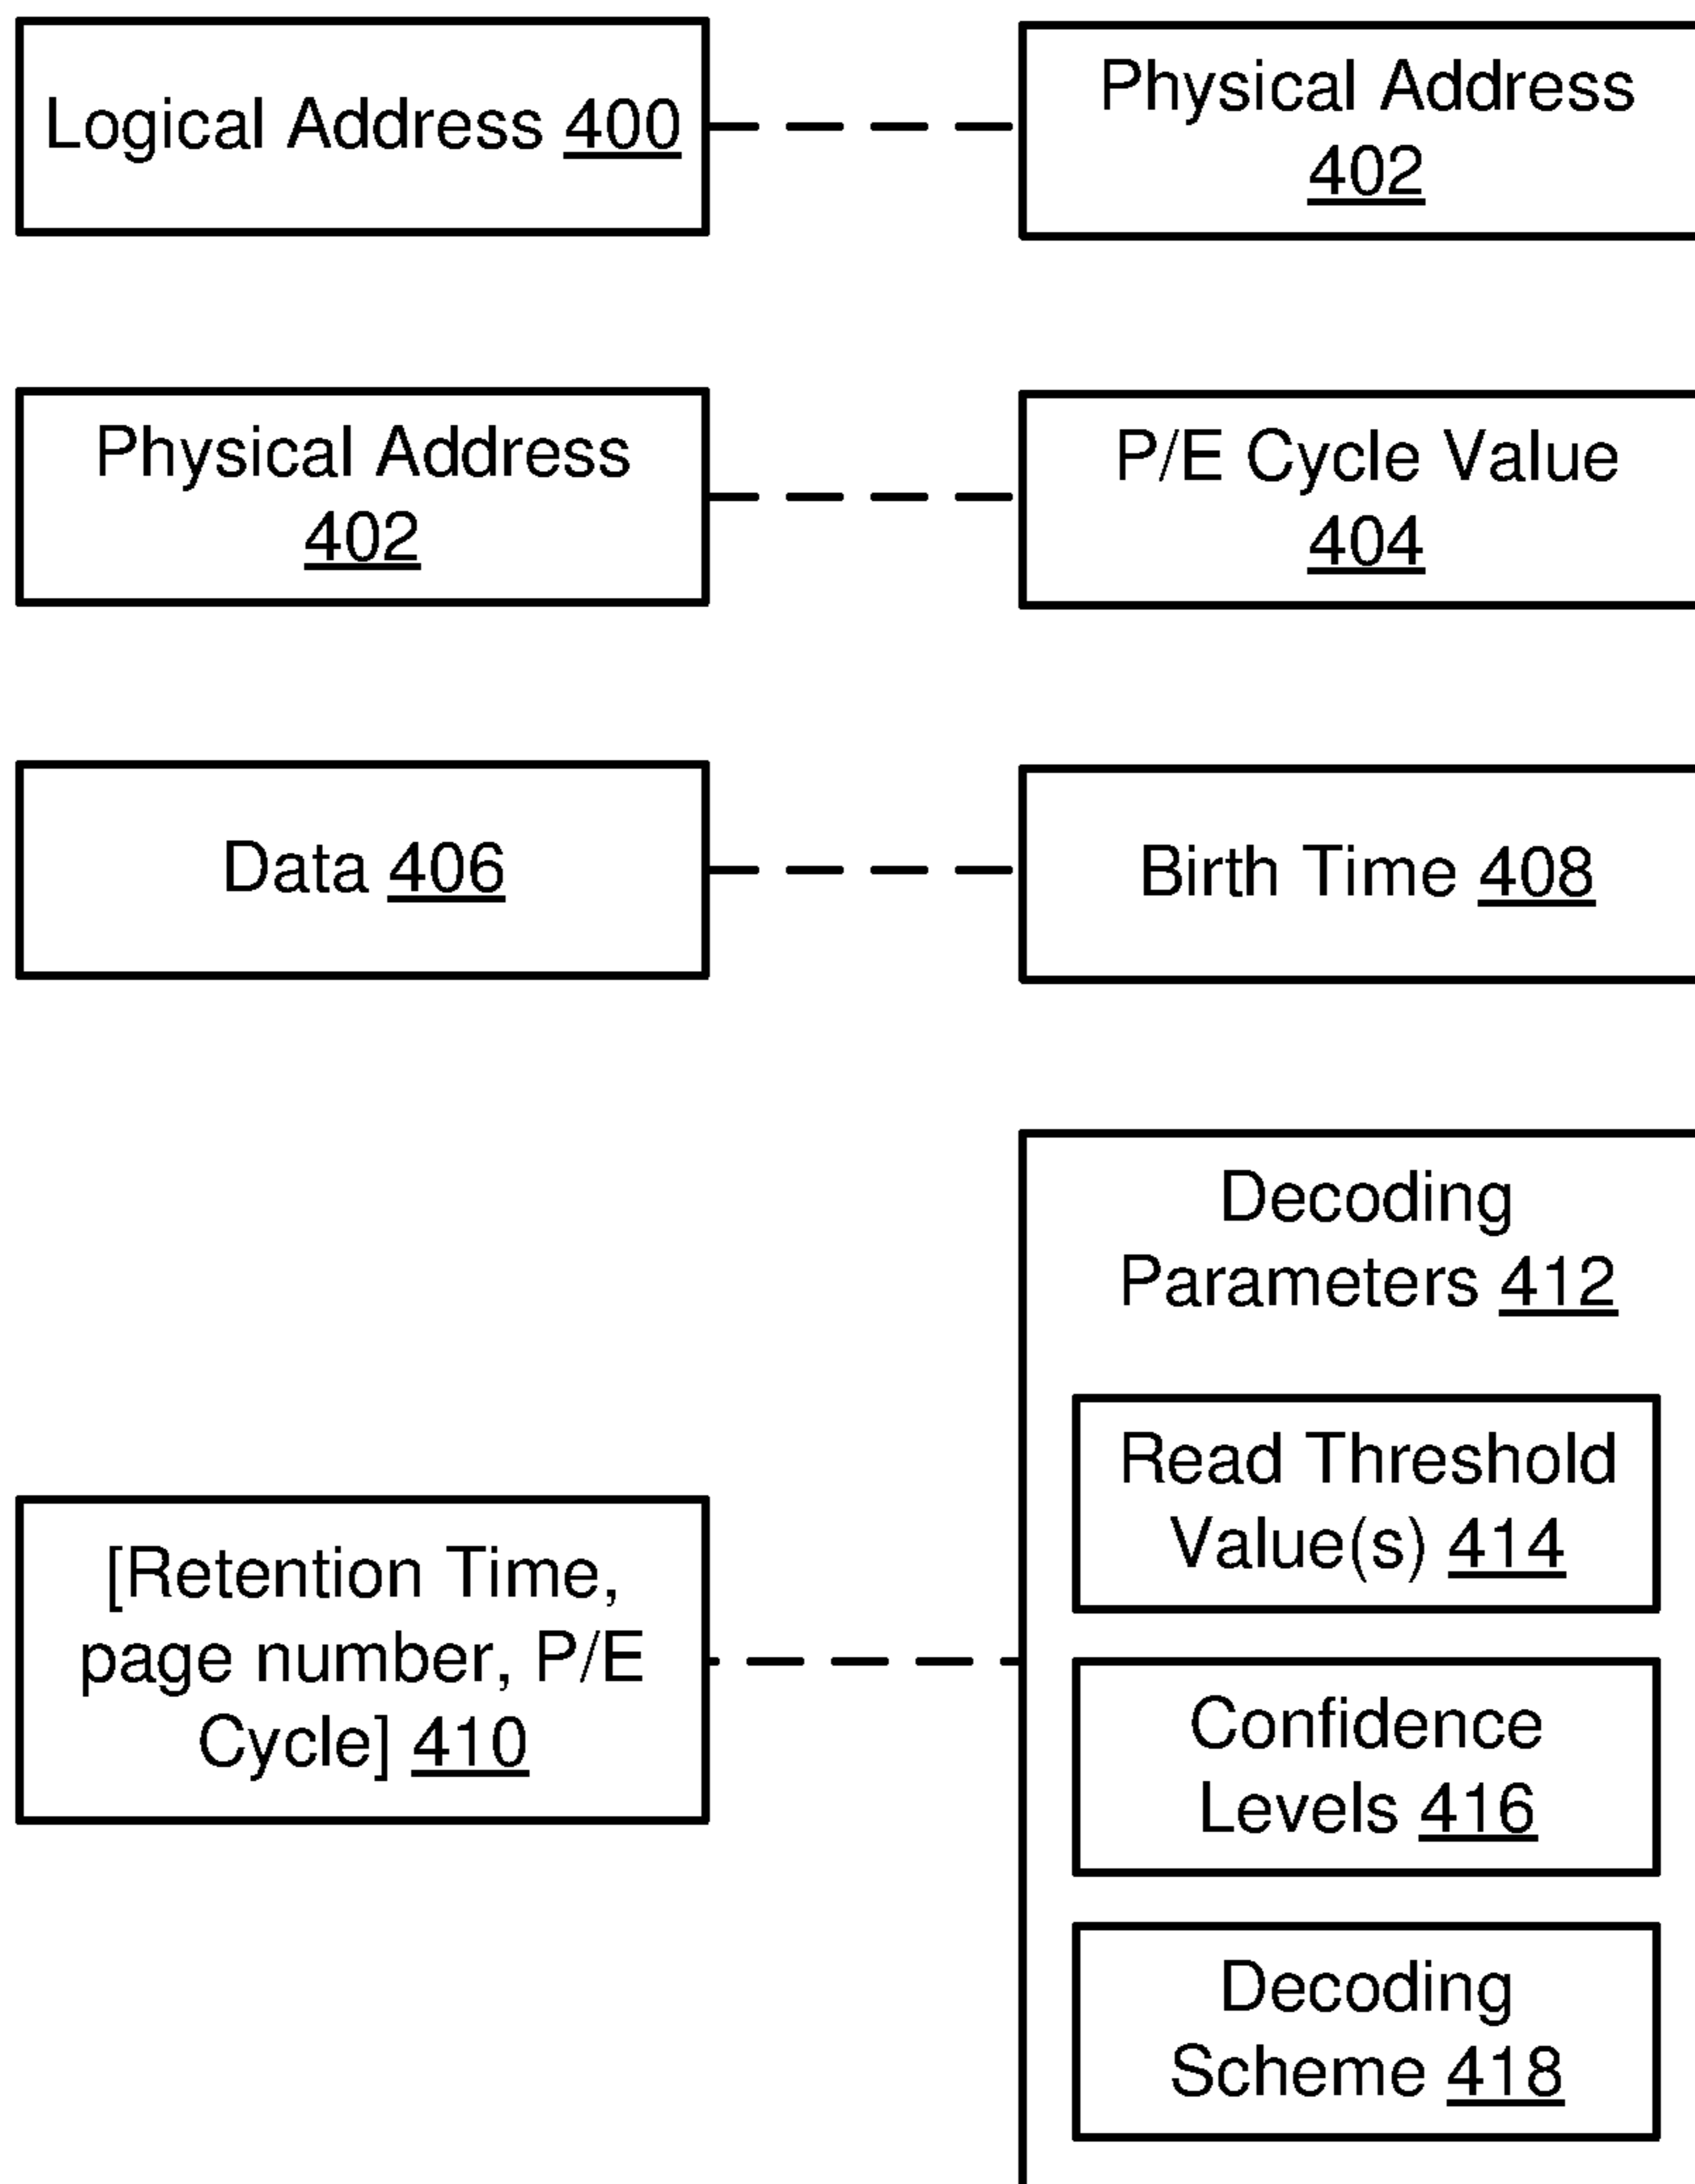 Logical Address 400
Physical Address
402
Physical Address
402
P/E Cycle Value
404
Data 406
Birth Time 408
[Retention Time,
page number, P/E
Cycle] 410
Decoding
Parameters 412
Read Threshold
Value(s) 414
Confidence
Levels 416
Decoding
Scheme 418